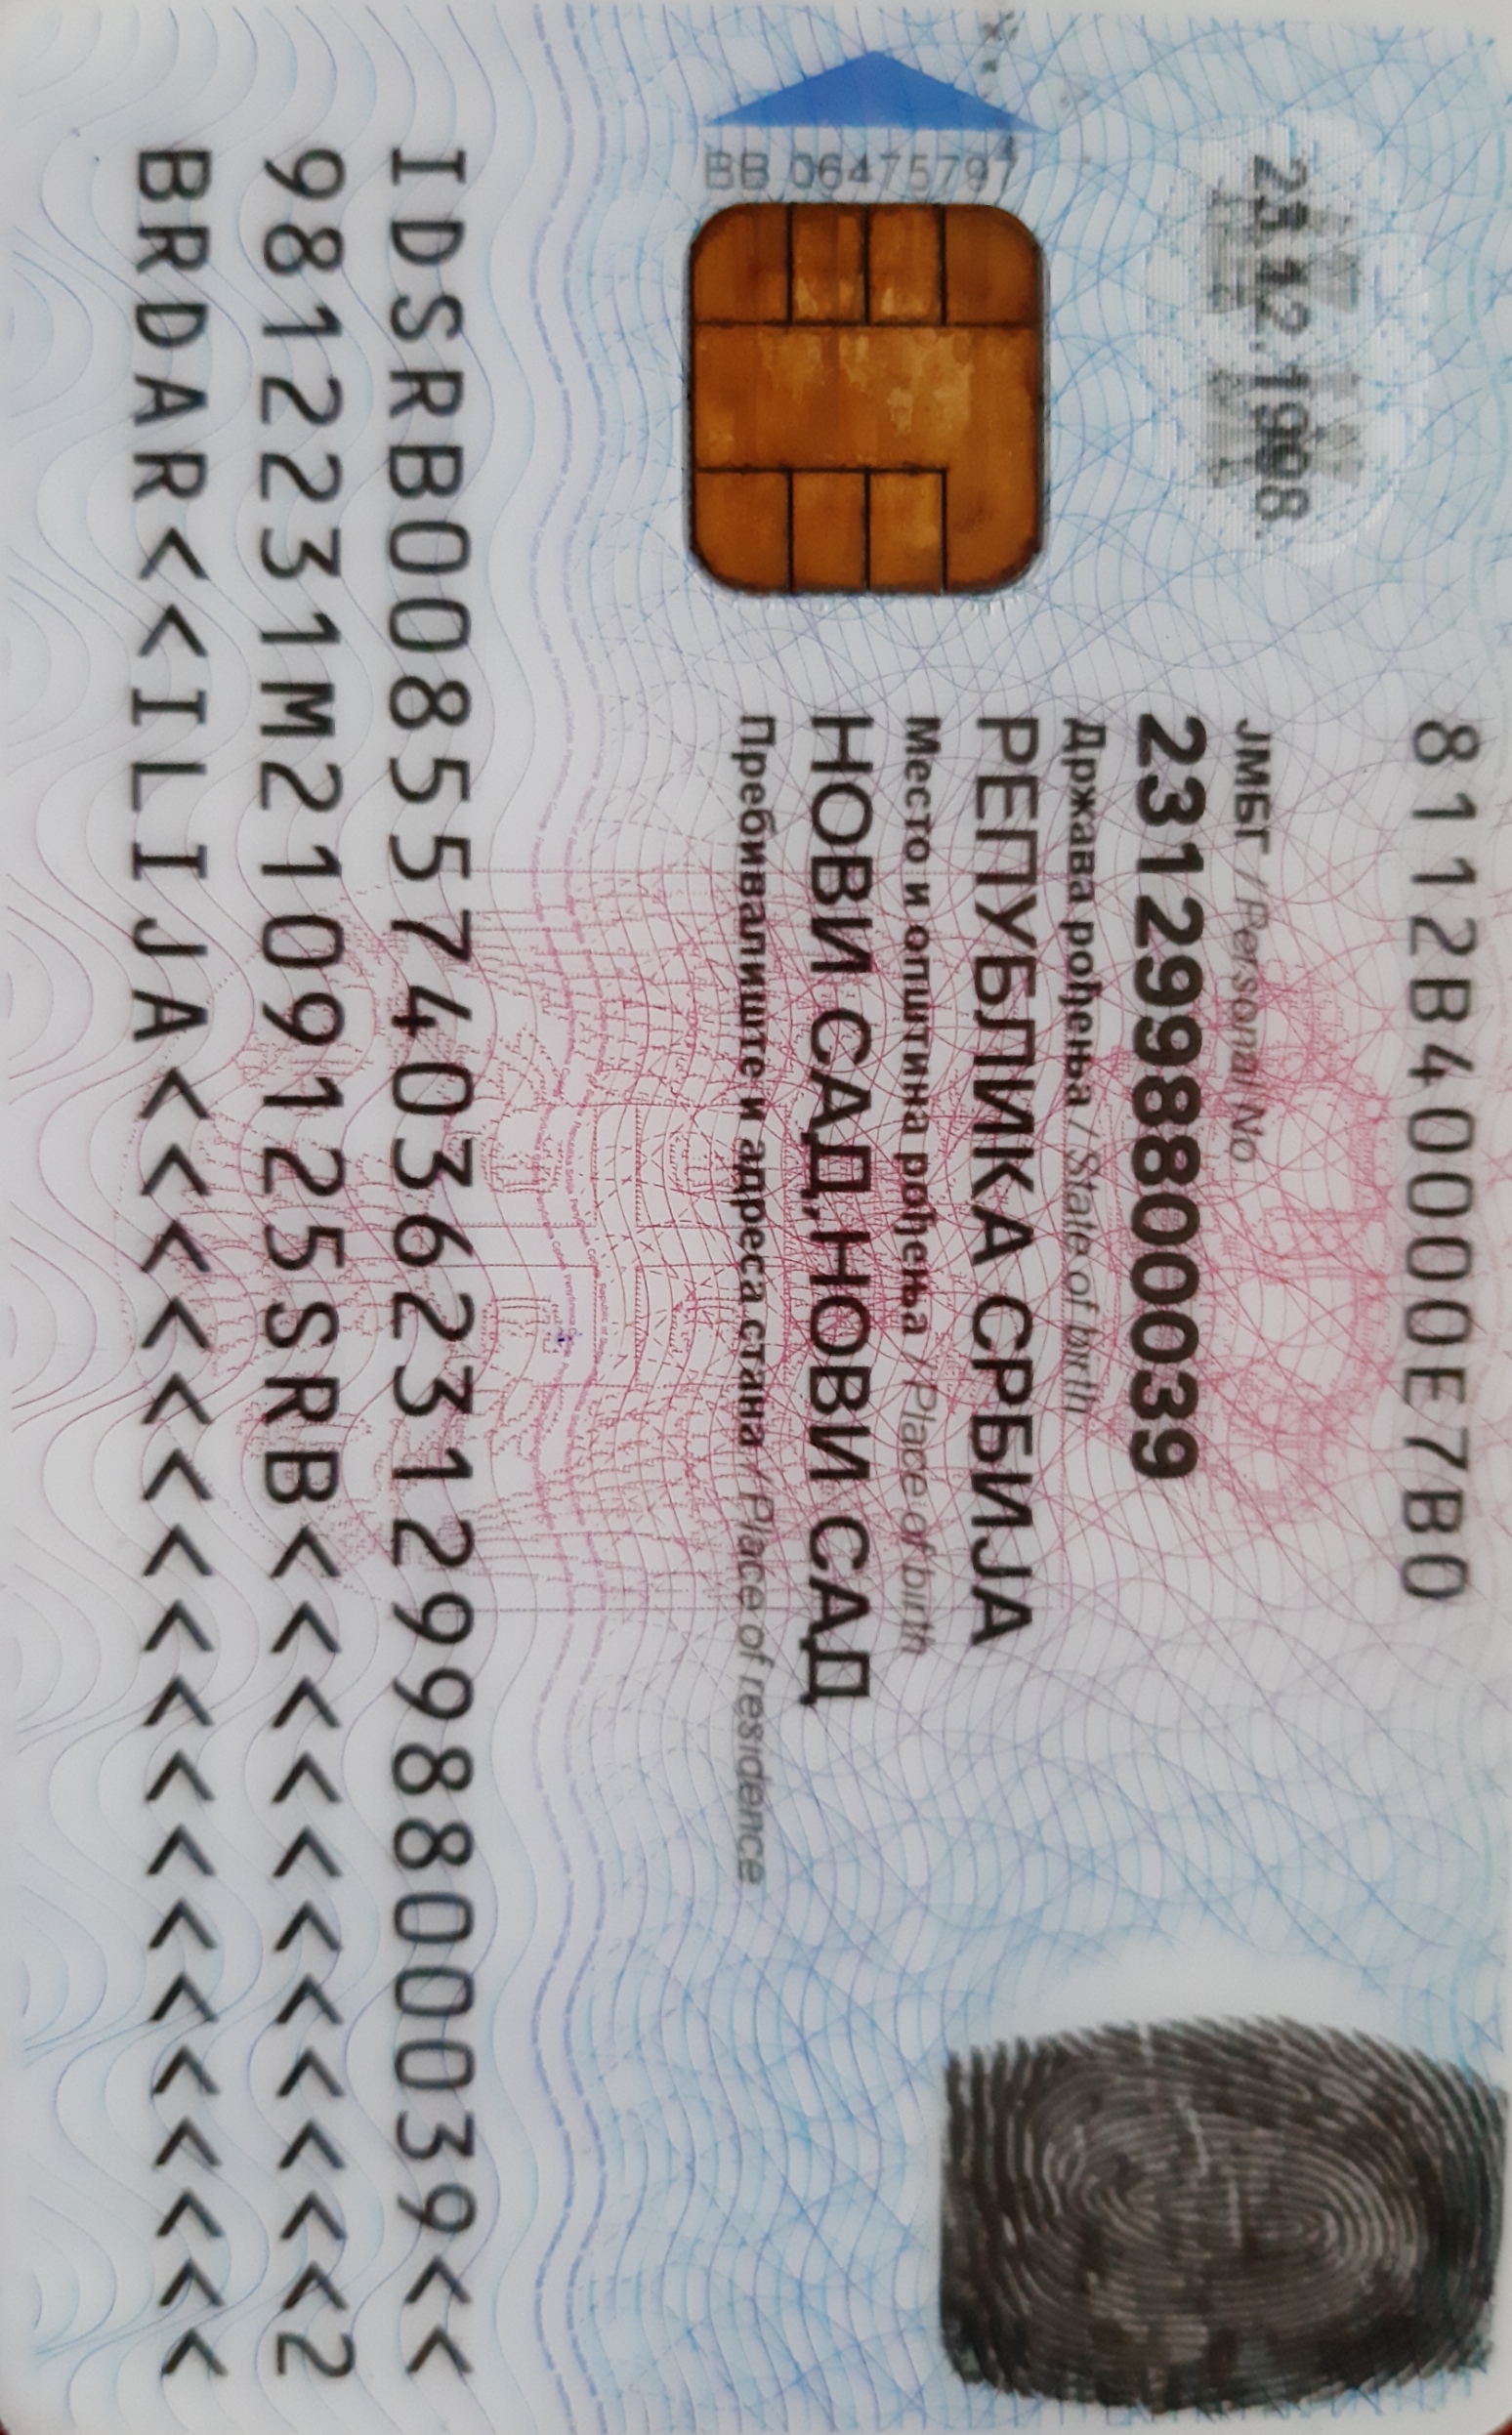 8112B40000E7B0
23.12.1998.
ЈМБГ / Personal No
2312998800039
Држава рођења / State of birth
РЕПУБЛИКА СРБИЈА
Место и општина рођења / Place of birth
НОВИ САД,НОВИ САД
Пребивалиште и адреса стана / Place of residence
BB 06475797
IDSRB00855740362312998800039<<
9812231M2109125SRB<<<<<<<<<<<2
BRDAR<<ILIJA<<<<<<<<<<<<<<<<<<